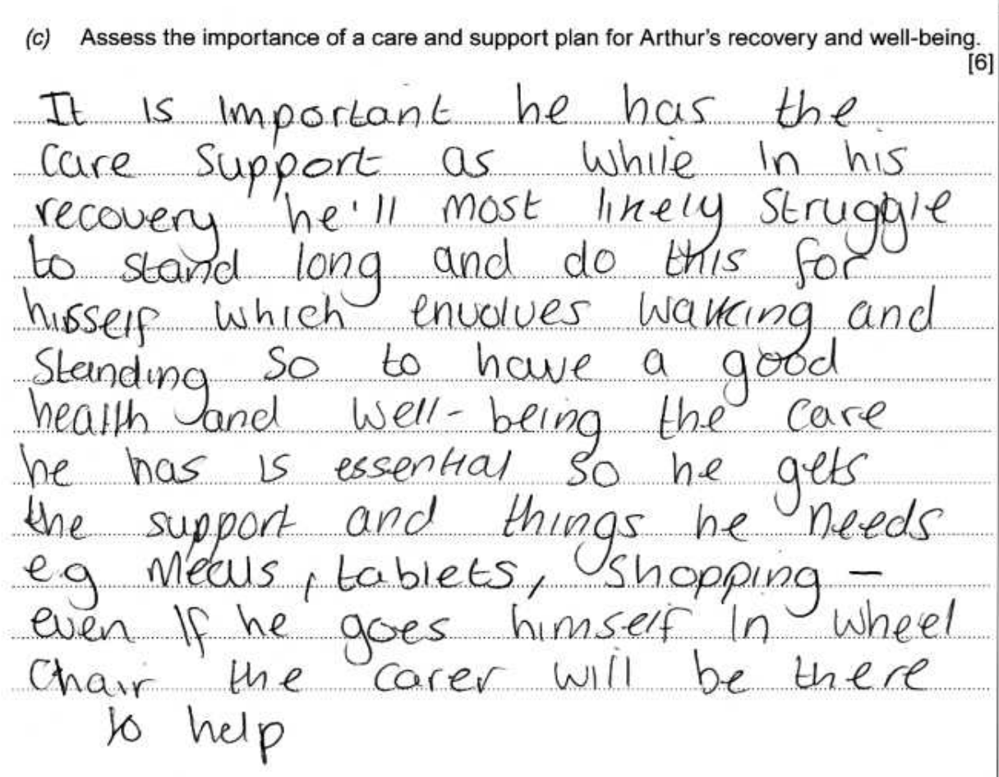 (c) Assess the importance of a care and support plan for Arthur's recovery and well-being.
[6]
It is important he has the
care support as while in his
recovery he'll most likely struggle
to stand long and do this for
hisself which envolves walking and
standing so to have a good
health and well-being the care
he has is essential so he gets
the support and things he needs
eg meals, tablets, shopping –
even if he goes himself in wheel
chair the carer will be there
to help